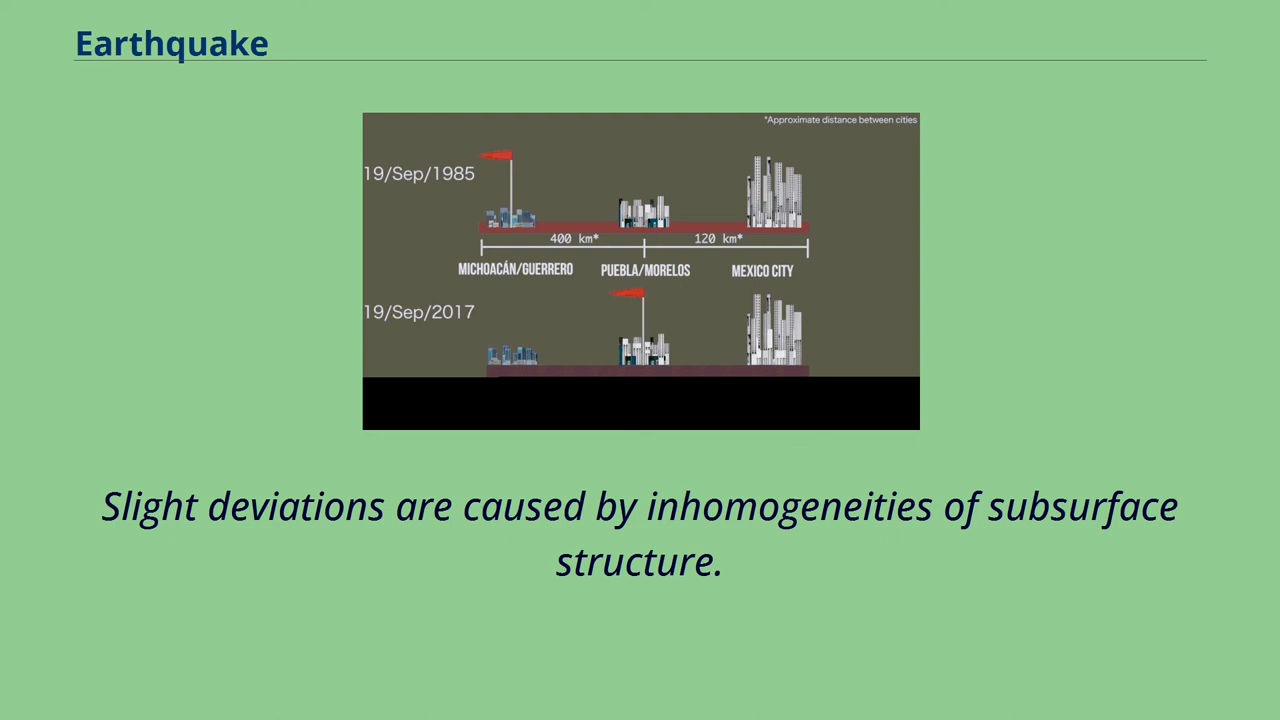 Earthquake
*Approximate distance between cities
19/Sep/1985
400 km*
120 km*
MICHOACÁN/GUERRERO
PUEBLA/MORELOS
MEXICO CITY
19/Sep/2017
Slight deviations are caused by inhomogeneities of subsurface
structure.